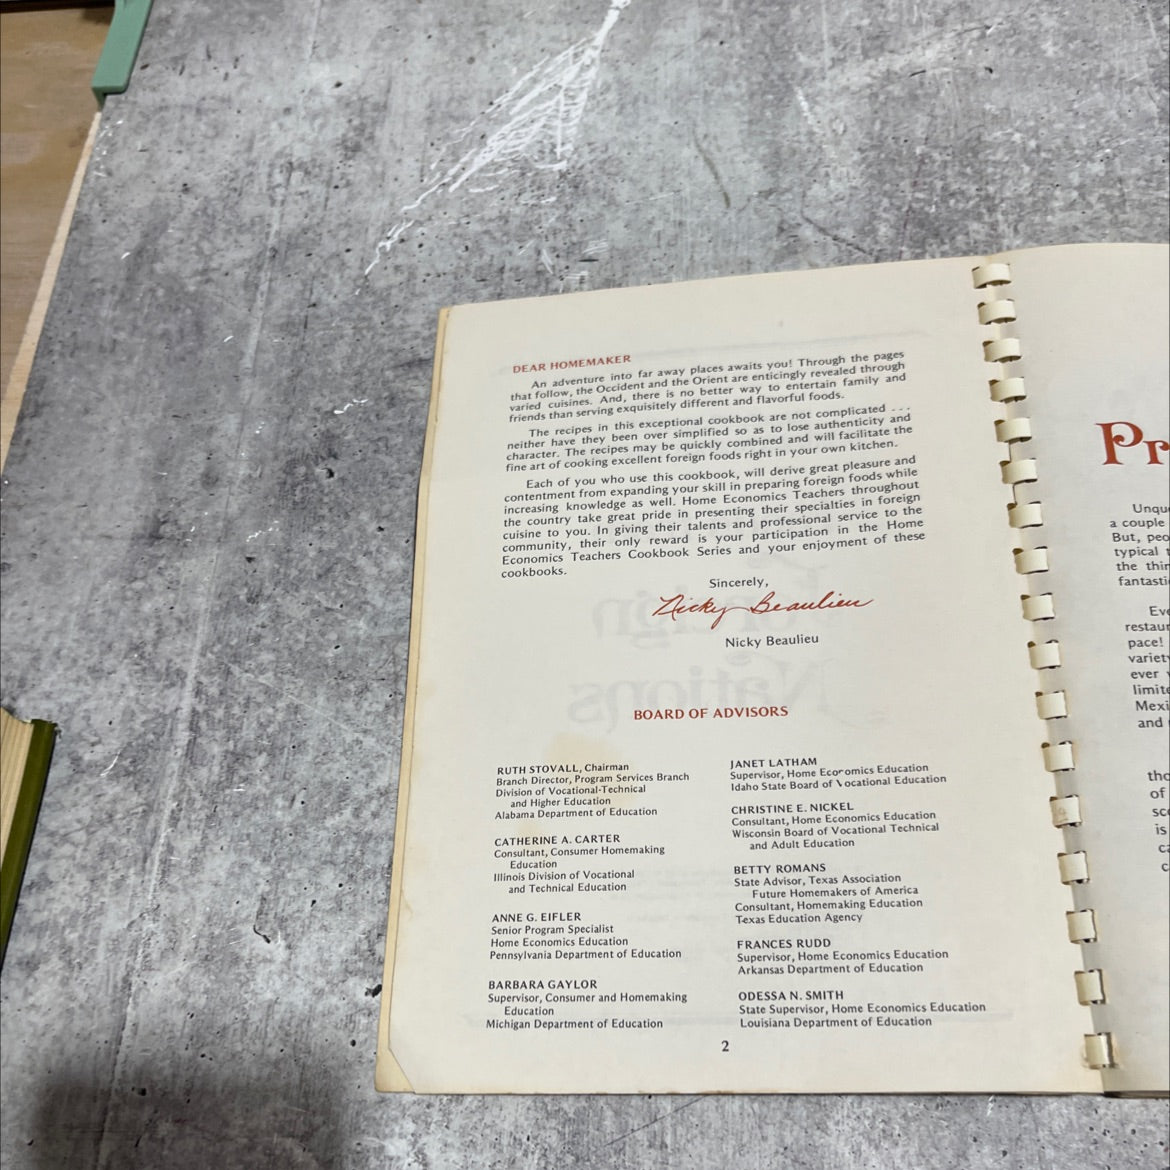 DEAR HOMEMAKER
An adventure into far away places awaits you! Through the pages
that follow, the Occident and the Orient are enticingly revealed through
varied cuisines. And, there is no better way to entertain family and
friends than serving exquisitely different and flavorful foods.
The recipes in this exceptional cookbook are not complicated . . .
neither have they been over simplified so as to lose authenticity and
character. The recipes may be quickly combined and will facilitate the
fine art of cooking excellent foreign foods right in your own kitchen.
Each of you who use this cookbook, will derive great pleasure and
contentment from expanding your skill in preparing foreign foods while
increasing knowledge as well. Home Economics Teachers throughout
the country take great pride in presenting their specialties in foreign
cuisine to you. In giving their talents and professional service to the
community, their only reward is your participation in the Home
Economics Teachers Cookbook Series and your enjoyment of these
cookbooks.
Sincerely,
Nicky Beaulieu
Nicky Beaulieu
BOARD OF ADVISORS
RUTH STOVALL, Chairman
Branch Director, Program Services Branch
Division of Vocational-Technical
and Higher Education
Alabama Department of Education
CATHERINE A. CARTER
Consultant, Consumer Homemaking
Education
Illinois Division of Vocational
and Technical Education
ANNE G. EIFLER
Senior Program Specialist
Home Economics Education
Pennsylvania Department of Education
BARBARA GAYLOR
Supervisor, Consumer and Homemaking
Education
Michigan Department of Education
JANET LATHAM
Supervisor, Home Economics Education
Idaho State Board of Vocational Education
CHRISTINE E. NICKEL
Consultant, Home Economics Education
Wisconsin Board of Vocational Technical
and Adult Education
BETTY ROMANS
State Advisor, Texas Association
Future Homemakers of America
Consultant, Homemaking Education
Texas Education Agency
FRANCES RUDD
Supervisor, Home Economics Education
Arkansas Department of Education
ODESSA N. SMITH
State Supervisor, Home Economics Education
Louisiana Department of Education
2
a couple
But,
typical
the
pace!
ever
and
of
is